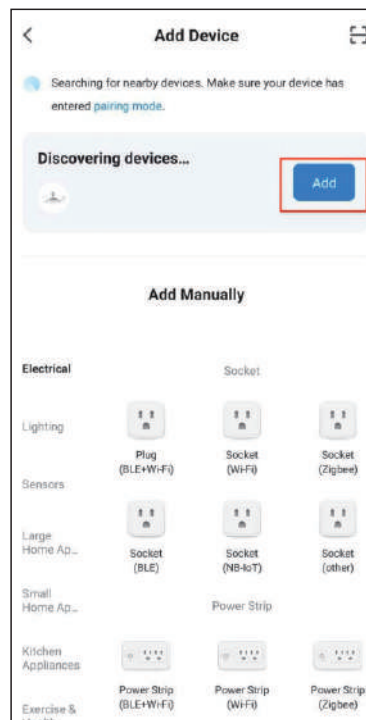 Add Device
Searching for nearby devices. Make sure your device has
entered pairing mode.
Discovering devices...
Add
Add Manually
Electrical
Socket
Lighting
Plug
(BLE+Wi-Fi)
Socket
(Wi-Fi)
Socket
(Zigbee)
Sensors
Large
Home Ap...
Socket
(BLE)
Socket
(NB-IoT)
Socket
(other)
Small
Home Ap...
Power Strip
Kitchen
Appliances
Power Strip
(BLE+Wi-Fi)
Power Strip
(Wi-Fi)
Power Strip
(Zigbee)
Exercise &